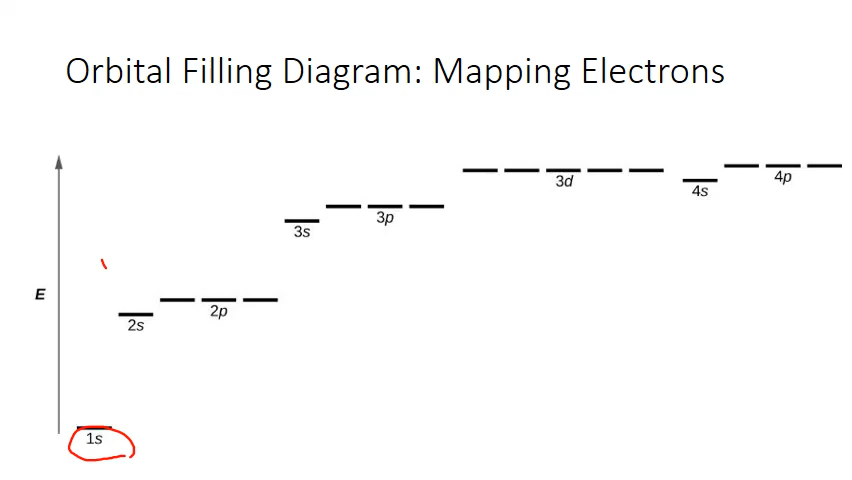 Orbital Filling Diagram: Mapping Electrons
3d
4s
4p
3s
3p
E
2s
2p
1s